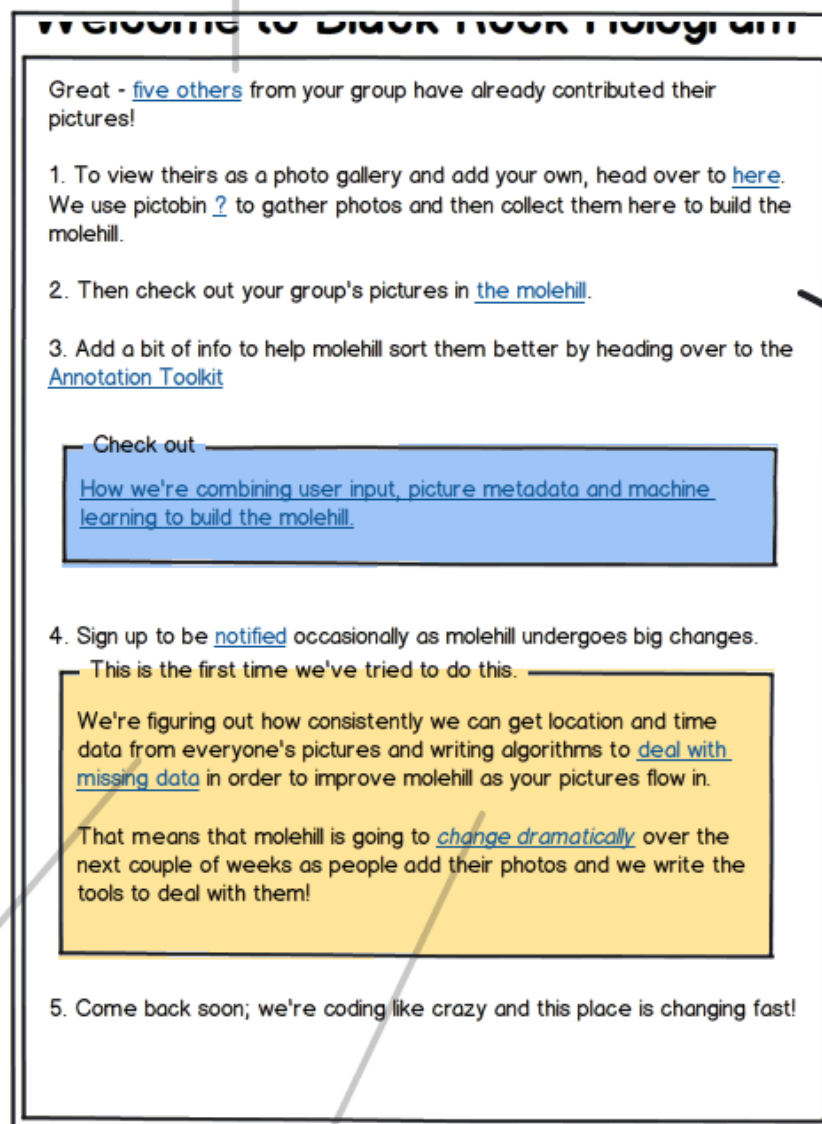 Welcome to Black Rock Hologram
Great - five others from your group have already contributed their
pictures!
1. To view theirs as a photo gallery and add your own, head over to here.
We use pictobin ? to gather photos and then collect them here to build the
molehill.
2. Then check out your group's pictures in the molehill.
3. Add a bit of info to help molehill sort them better by heading over to the
Annotation Toolkit
Check out
How we're combining user input, picture metadata and machine
learning to build the molehill.
4. Sign up to be notified occasionally as molehill undergoes big changes.
This is the first time we've tried to do this.
We're figuring out how consistently we can get location and time
data from everyone's pictures and writing algorithms to deal with
missing data in order to improve molehill as your pictures flow in.
That means that molehill is going to change dramatically over the
next couple of weeks as people add their photos and we write the
tools to deal with them!
5. Come back soon; we're coding like crazy and this place is changing fast!